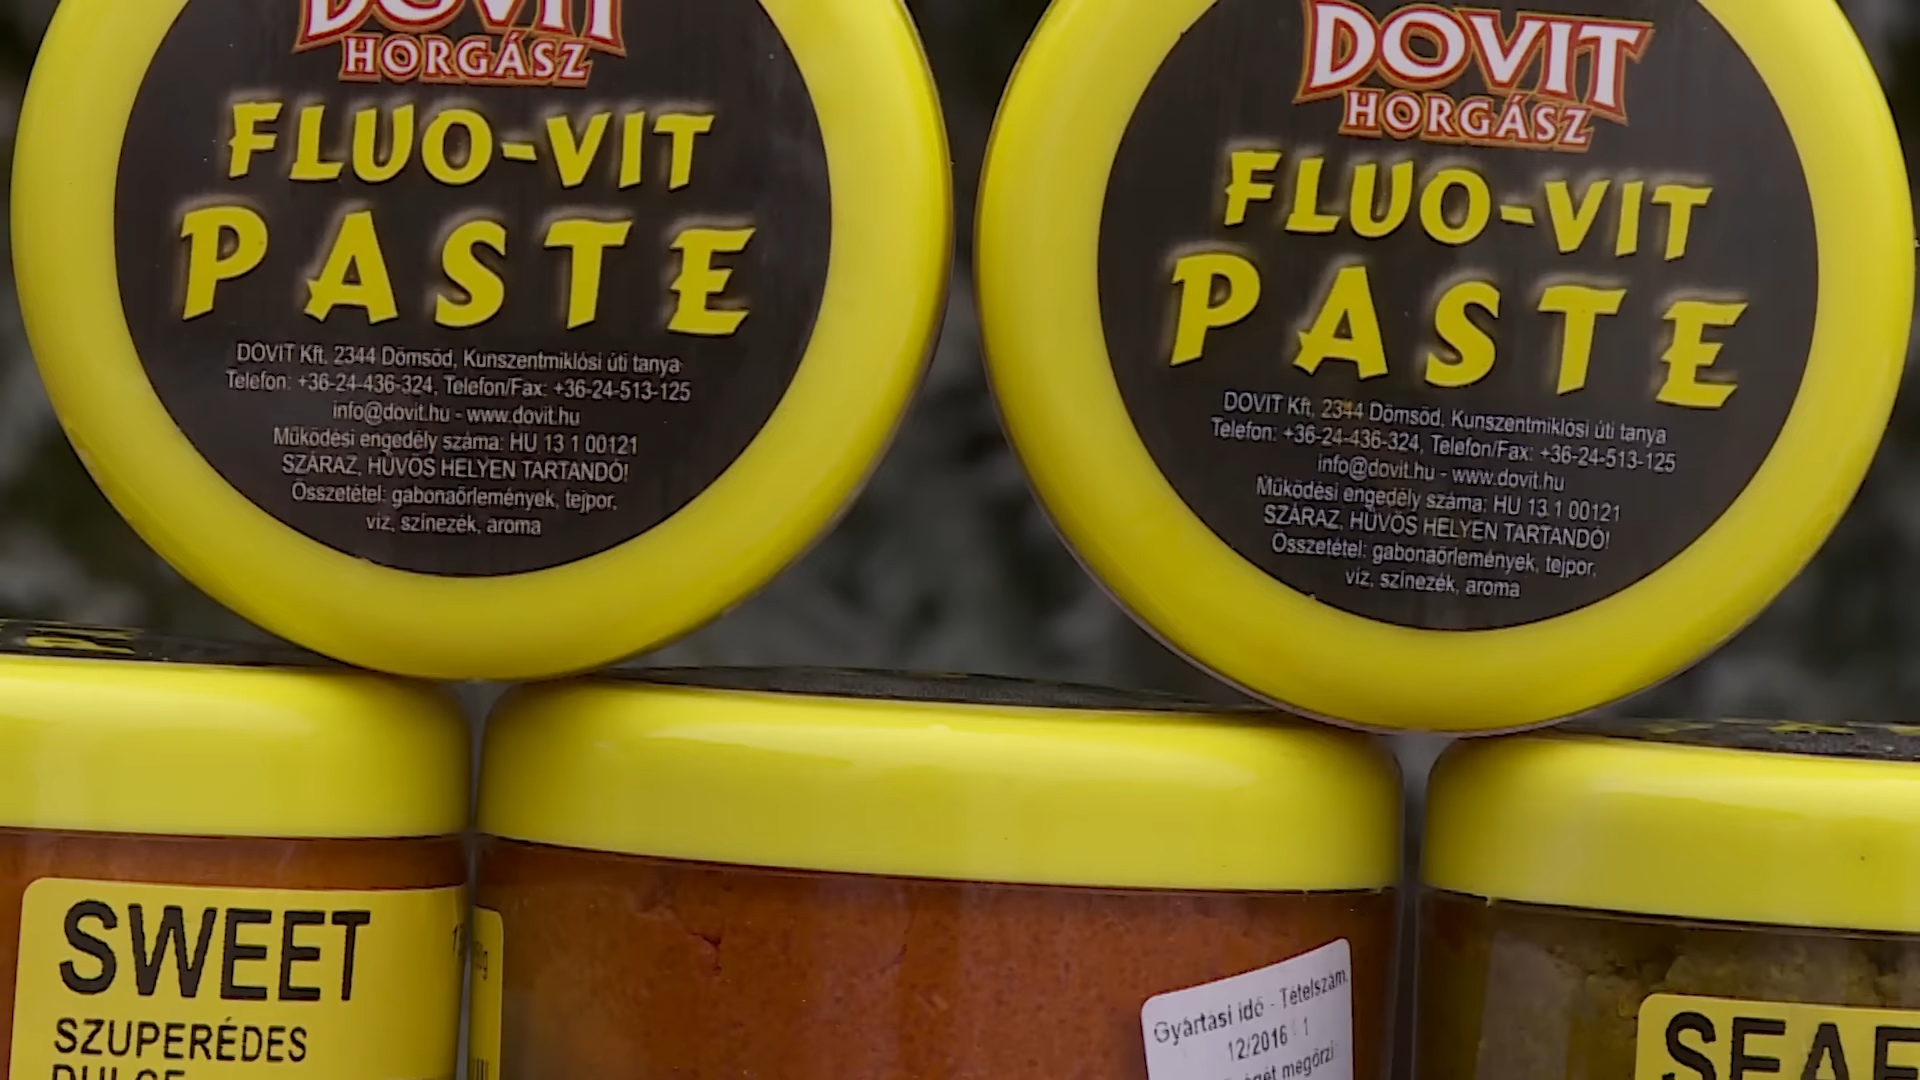 DOVIT
HORGÁSZ
FLUO-VIT
PASTE
DOVIT Kft. 2344 Dömsöd, Kunszentmiklósi úti tanya
Telefon: +36-24-436-324, Telefon/Fax: +36-24-513-125
info@dovit.hu - www.dovit.hu
Működési engedély száma: HU 13 1 00121
SZÁRAZ, HŰVÖS HELYEN TARTANDÓ!
Összetétel: gabonaőrlemények, tejpor,
víz, színezék, aroma
DOVIT
HORGÁSZ
FLUO-VIT
PASTE
DOVIT Kft. 2344 Dömsöd, Kunszentmiklósi úti tanya
Telefon: +36-24-436-324, Telefon/Fax: +36-24-513-125
info@dovit.hu - www.dovit.hu
Működési engedély száma: HU 13 1 00121
SZÁRAZ, HŰVÖS HELYEN TARTANDÓ!
Összetétel: gabonaőrlemények, tejpor,
víz, színezék, aroma
SWEET
SZUPERÉDES
DULCE
Gyártási idő - Tételszám
12/2016 1
megőrzi
SEAF